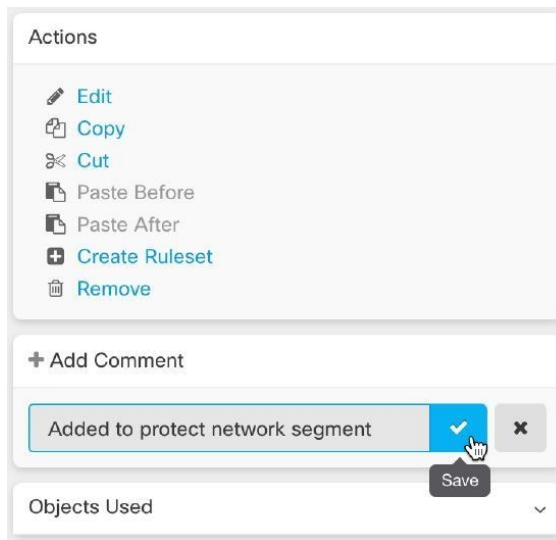 Actions
Edit
Copy
Cut
Paste Before
Paste After
Create Ruleset
Remove
Add Comment
Added to protect network segment
Save
Objects Used